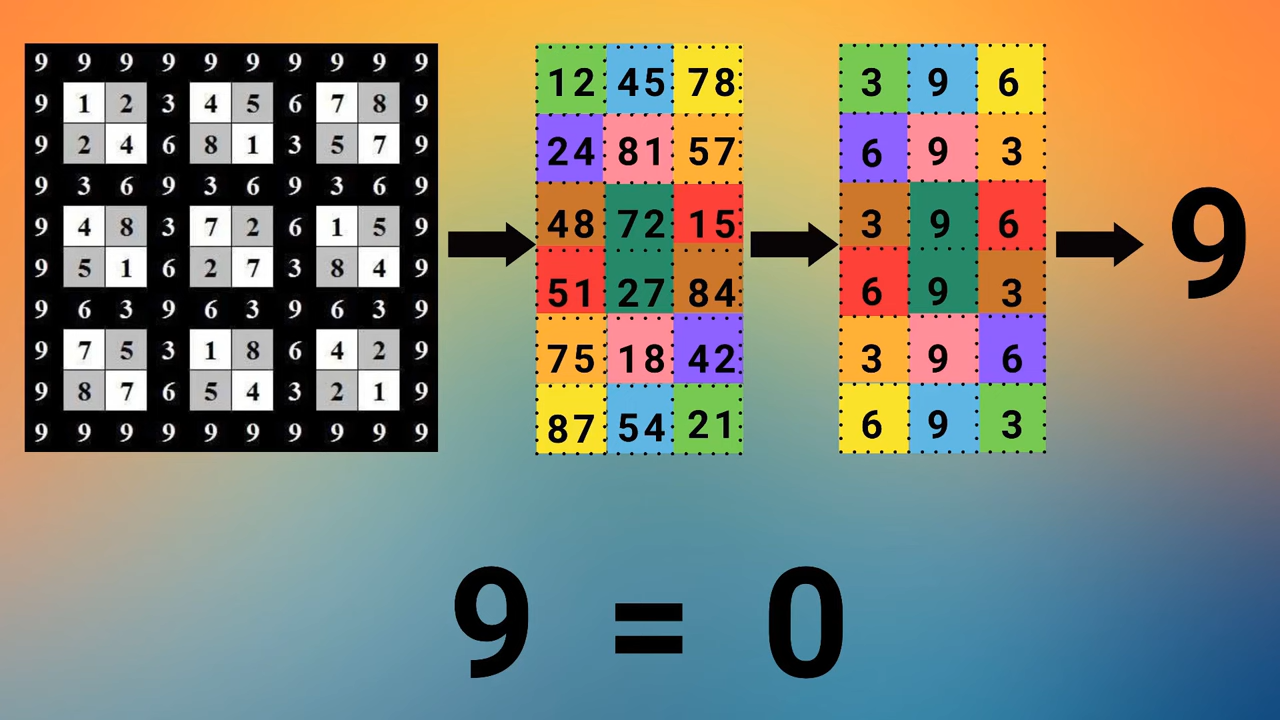 9 9 9 9 9 9 9 9 9 9
9 1 2 3 4 5 6 7 8 9
9 2 4 6 8 1 3 5 7 9
9 3 6 9 3 6 9 3 6 9
9 4 8 3 7 2 6 1 5 9
9 5 1 6 2 7 3 8 4 9
9 6 3 9 6 3 9 6 3 9
9 7 5 3 1 8 6 4 2 9
9 8 7 6 5 4 3 2 1 9
9 9 9 9 9 9 9 9 9 9
12 45 78
24 81 57
48 72 15
51 27 84
75 18 42
87 54 21
3 9 6
6 9 3
3 9 6
6 9 3
3 9 6
6 9 3
9
9 = 0